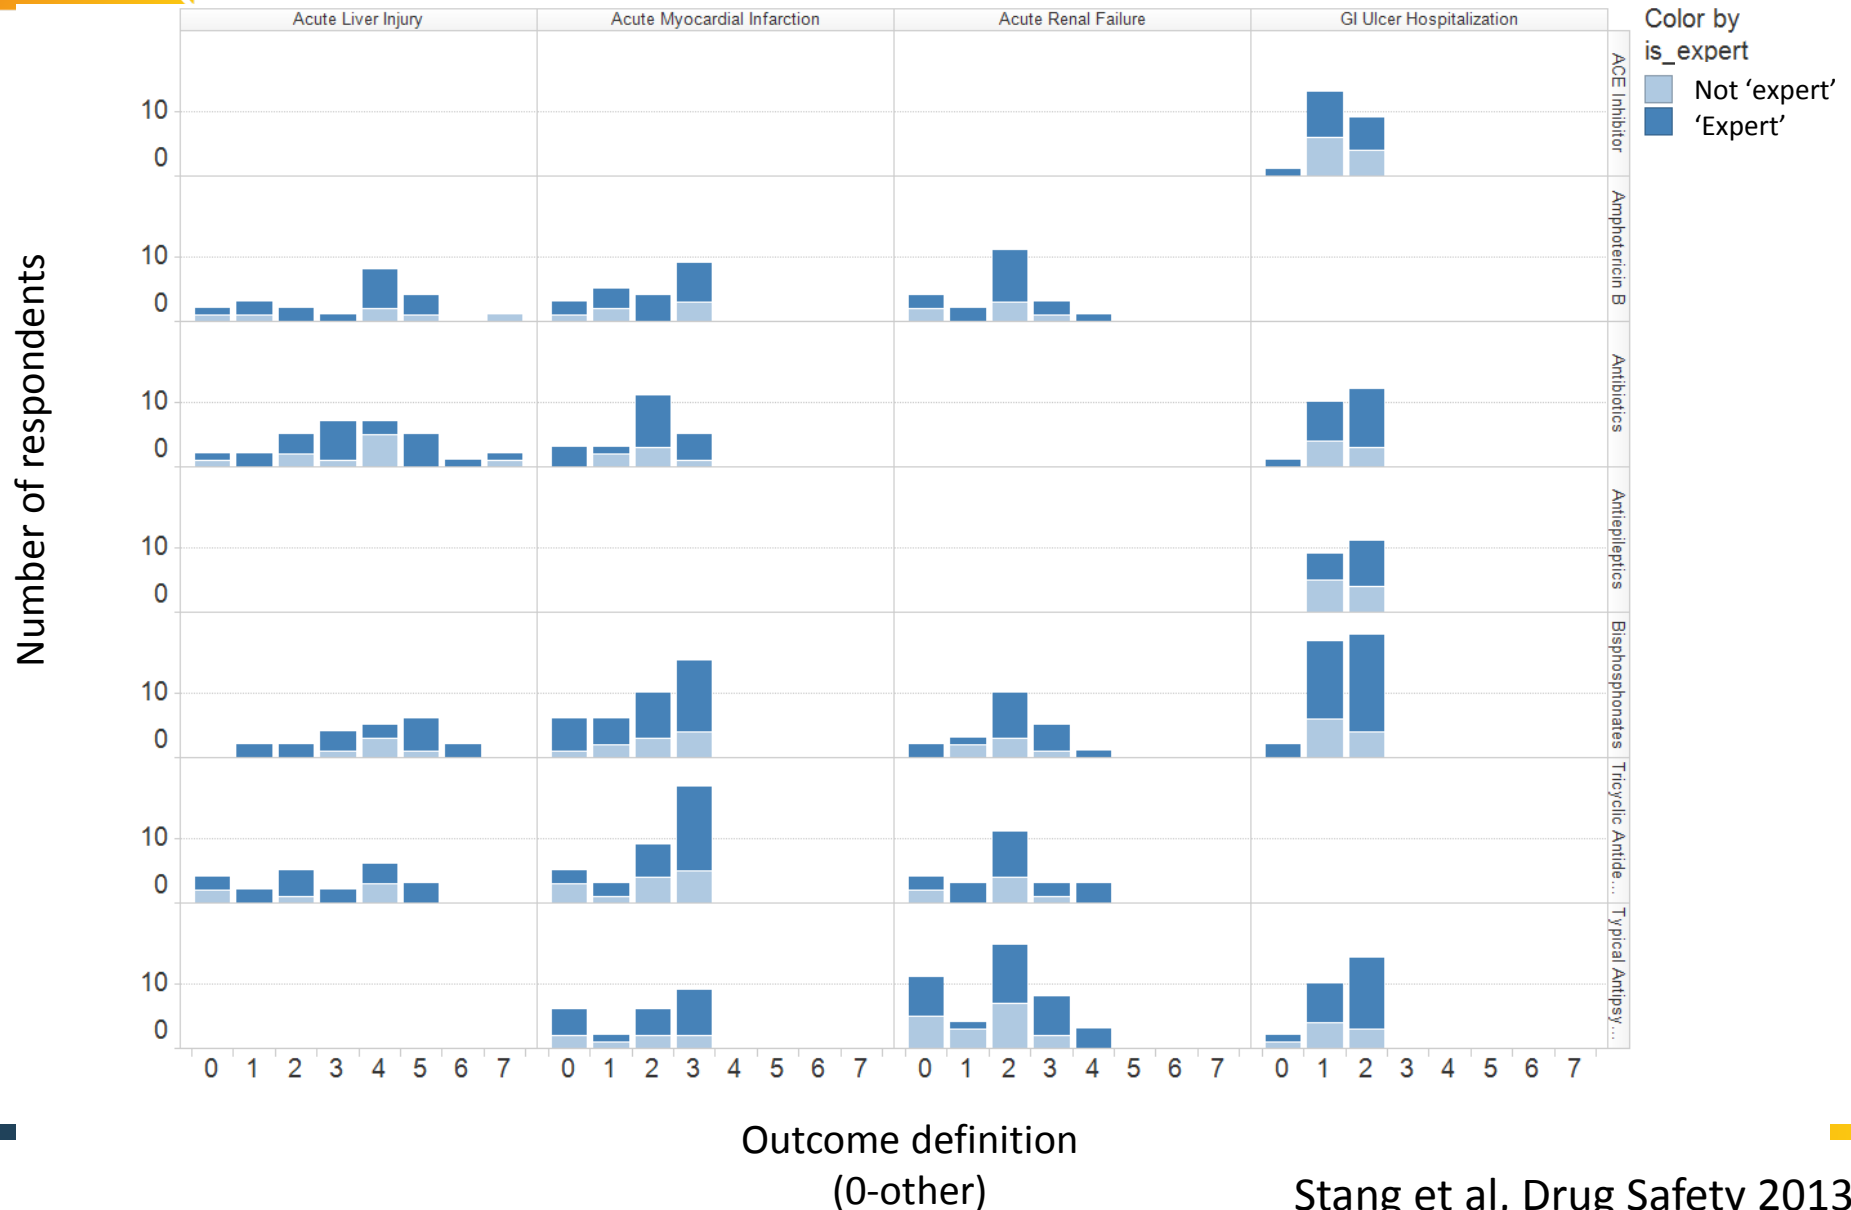 Acute Liver Injury
Acute Myocardial Infarction
Acute Renal Failure
GI Ulcer Hospitalization
Color by
is_expert
Not ‘expert’
‘Expert’
Number of respondents
10
0
ACE Inhibitor
10
0
Amphotericin B
10
0
Antibiotics
10
0
Antiepileptics
10
0
Bisphosphonates
10
0
Tricyclic Antide...
10
0
Typical Antipsy...
0 1 2 3 4 5 6 7
0 1 2 3 4 5 6 7
0 1 2 3 4 5 6 7
0 1 2 3 4 5 6 7
Outcome definition
(0-other)
Stang et al, Drug Safety 2013